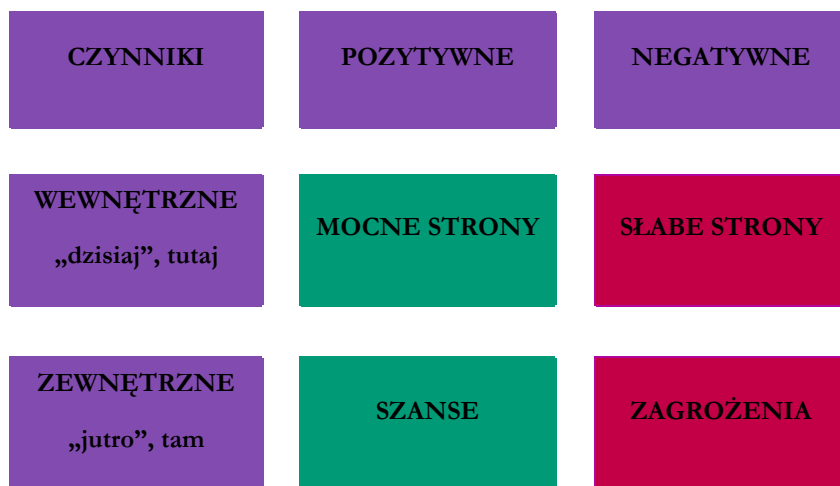 CZYNNIKI
POZYTYWNE
NEGATYWNE
WEWNĘTRZNE
„dzisiaj”, tutaj
MOCNE STRONY
SŁABE STRONY
ZEWNĘTRZNE
„jutro”, tam
SZANSE
ZAGROŻENIA